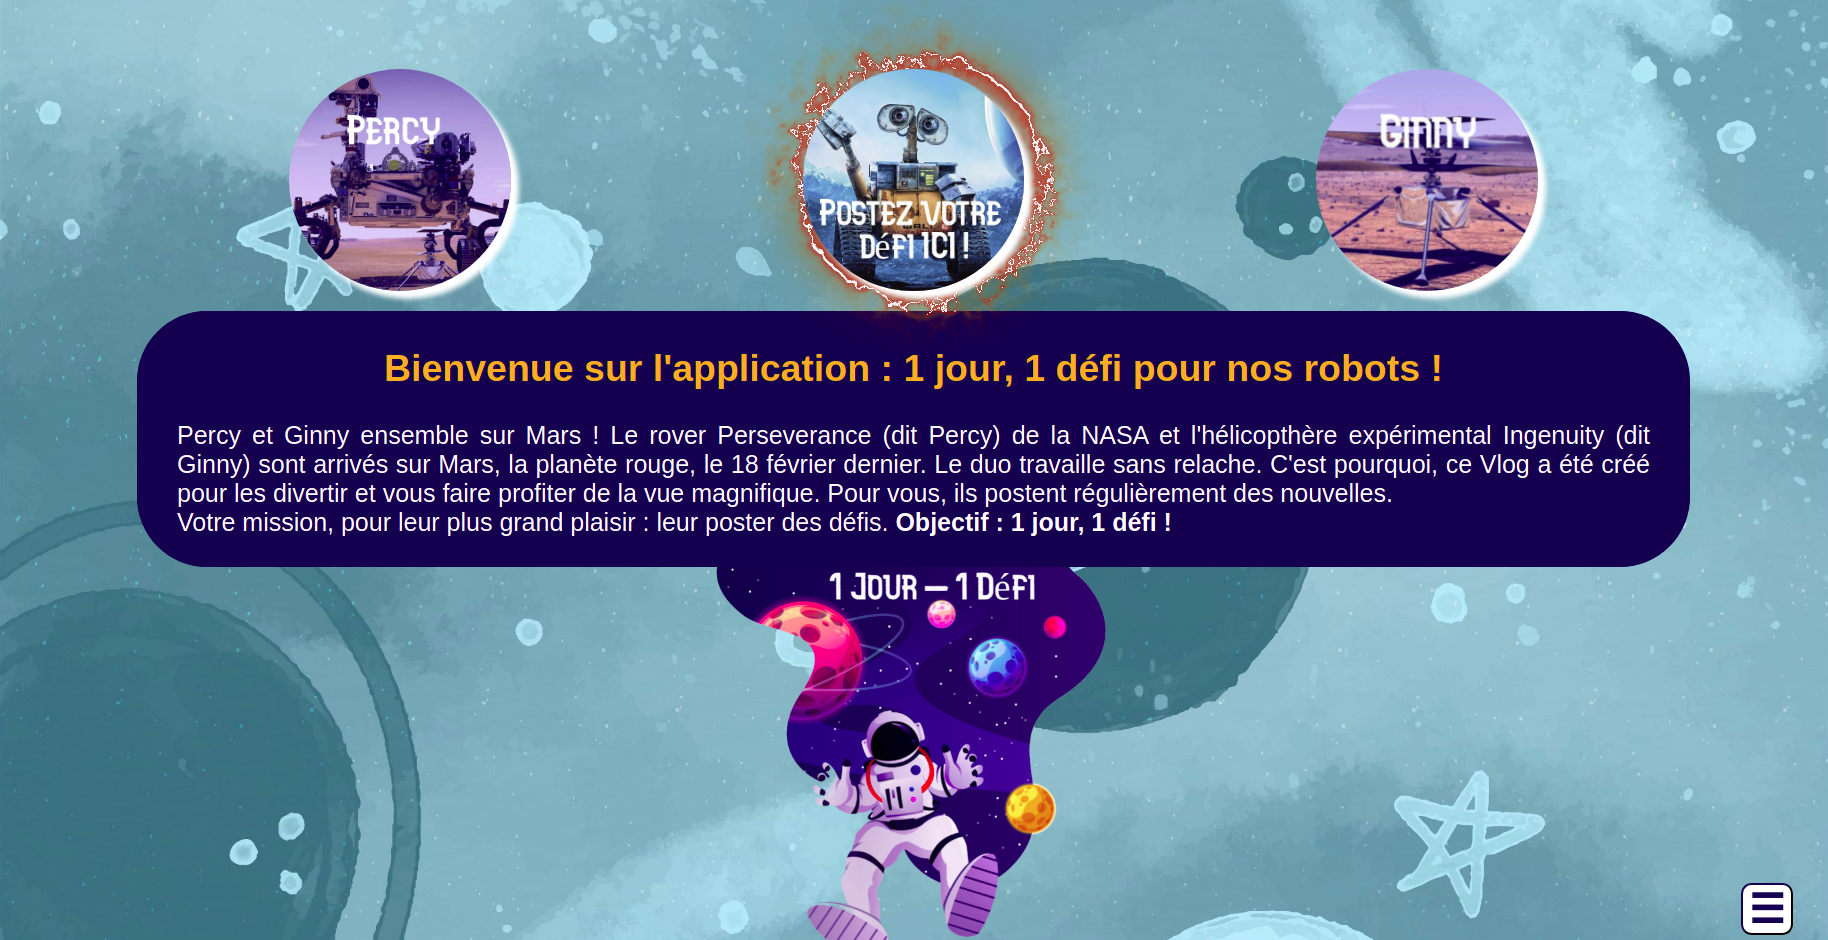 PERCY
POSTEZ VOTRE
DéFI ICI !
GINNY
Bienvenue sur l'application : 1 jour, 1 défi pour nos robots !
Percy et Ginny ensemble sur Mars ! Le rover Perseverance (dit Percy) de la NASA et l'hélicopthère expérimental Ingenuity (dit
Ginny) sont arrivés sur Mars, la planète rouge, le 18 février dernier. Le duo travaille sans relache. C'est pourquoi, ce Vlog a été créé
pour les divertir et vous faire profiter de la vue magnifique. Pour vous, ils postent régulièrement des nouvelles.
Votre mission, pour leur plus grand plaisir : leur poster des défis. Objectif : 1 jour, 1 défi !
1 JOUR – 1 DéFI